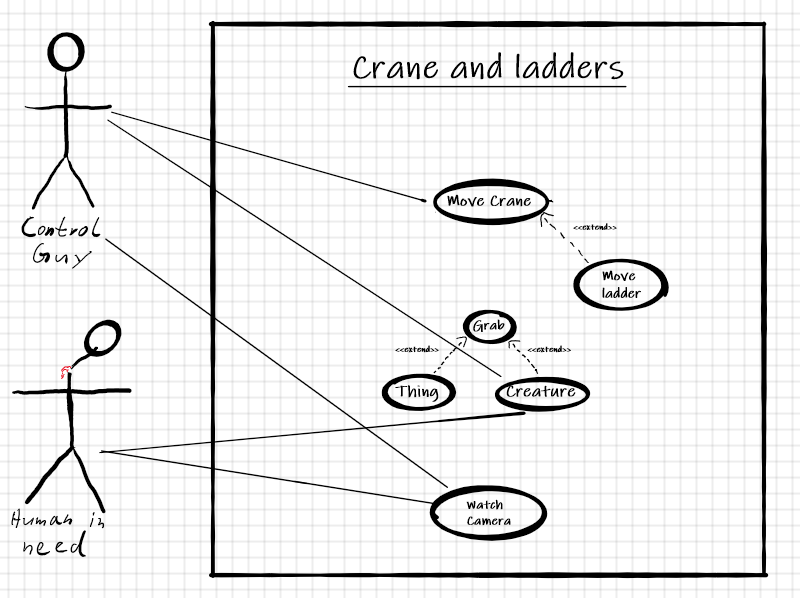 Crane and ladders
Move Crane
<<extend>>
Control
Guy
Move
ladder
Grab
<<extend>>
<<extend>>
Thing
Creature
Watch
Camera
Human in
need